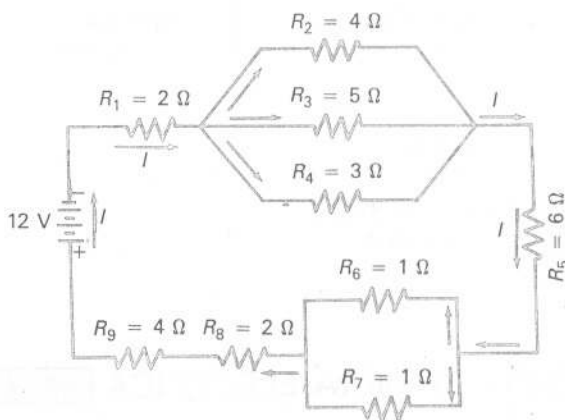 R2 = 4 Ω
R1 = 2 Ω
R3 = 5 Ω
I
I
R4 = 3 Ω
12 V
−
I
+
I
R5 = 6 Ω
R6 = 1 Ω
R9 = 4 Ω
R8 = 2 Ω
R7 = 1 Ω